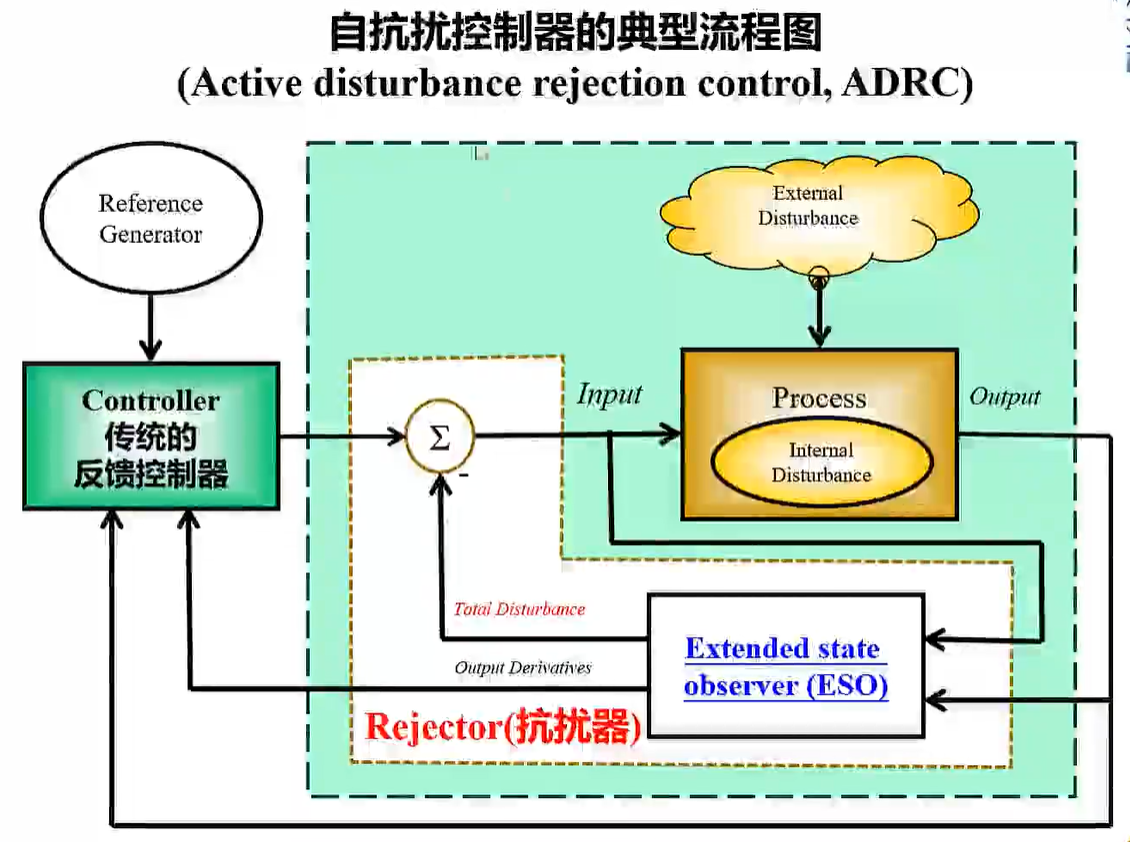 自抗扰控制器的典型流程图
(Active disturbance rejection control, ADRC)
Reference
Generator
External
Disturbance
Controller
传统的
反馈控制器
Σ
-
Input
Process
Internal
Disturbance
Output
Total Disturbance
Output Derivatives
Extended state
observer (ESO)
Rejector(抗扰器)